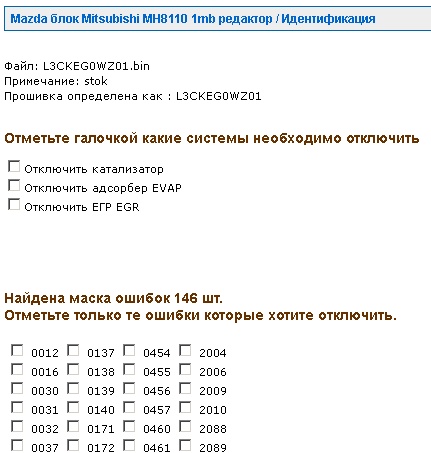 Mazda блок Mitsubishi MH8110 1mb редактор / Идентификация
Файл: L3CKEG0WZ01.bin
Примечание: stok
Прошивка определена как : L3CKEG0WZ01
Отметьте галочкой какие системы необходимо отключить
Отключить катализатор
Отключить адсорбер EVAP
Отключить ЕГР EGR
Найдена маска ошибок 146 шт.
Отметьте только те ошибки которые хотите отключить.
0012 0137 0454 2004
0016 0138 0455 2006
0030 0139 0456 2009
0031 0140 0457 2010
0032 0171 0460 2088
0037 0172 0461 2089